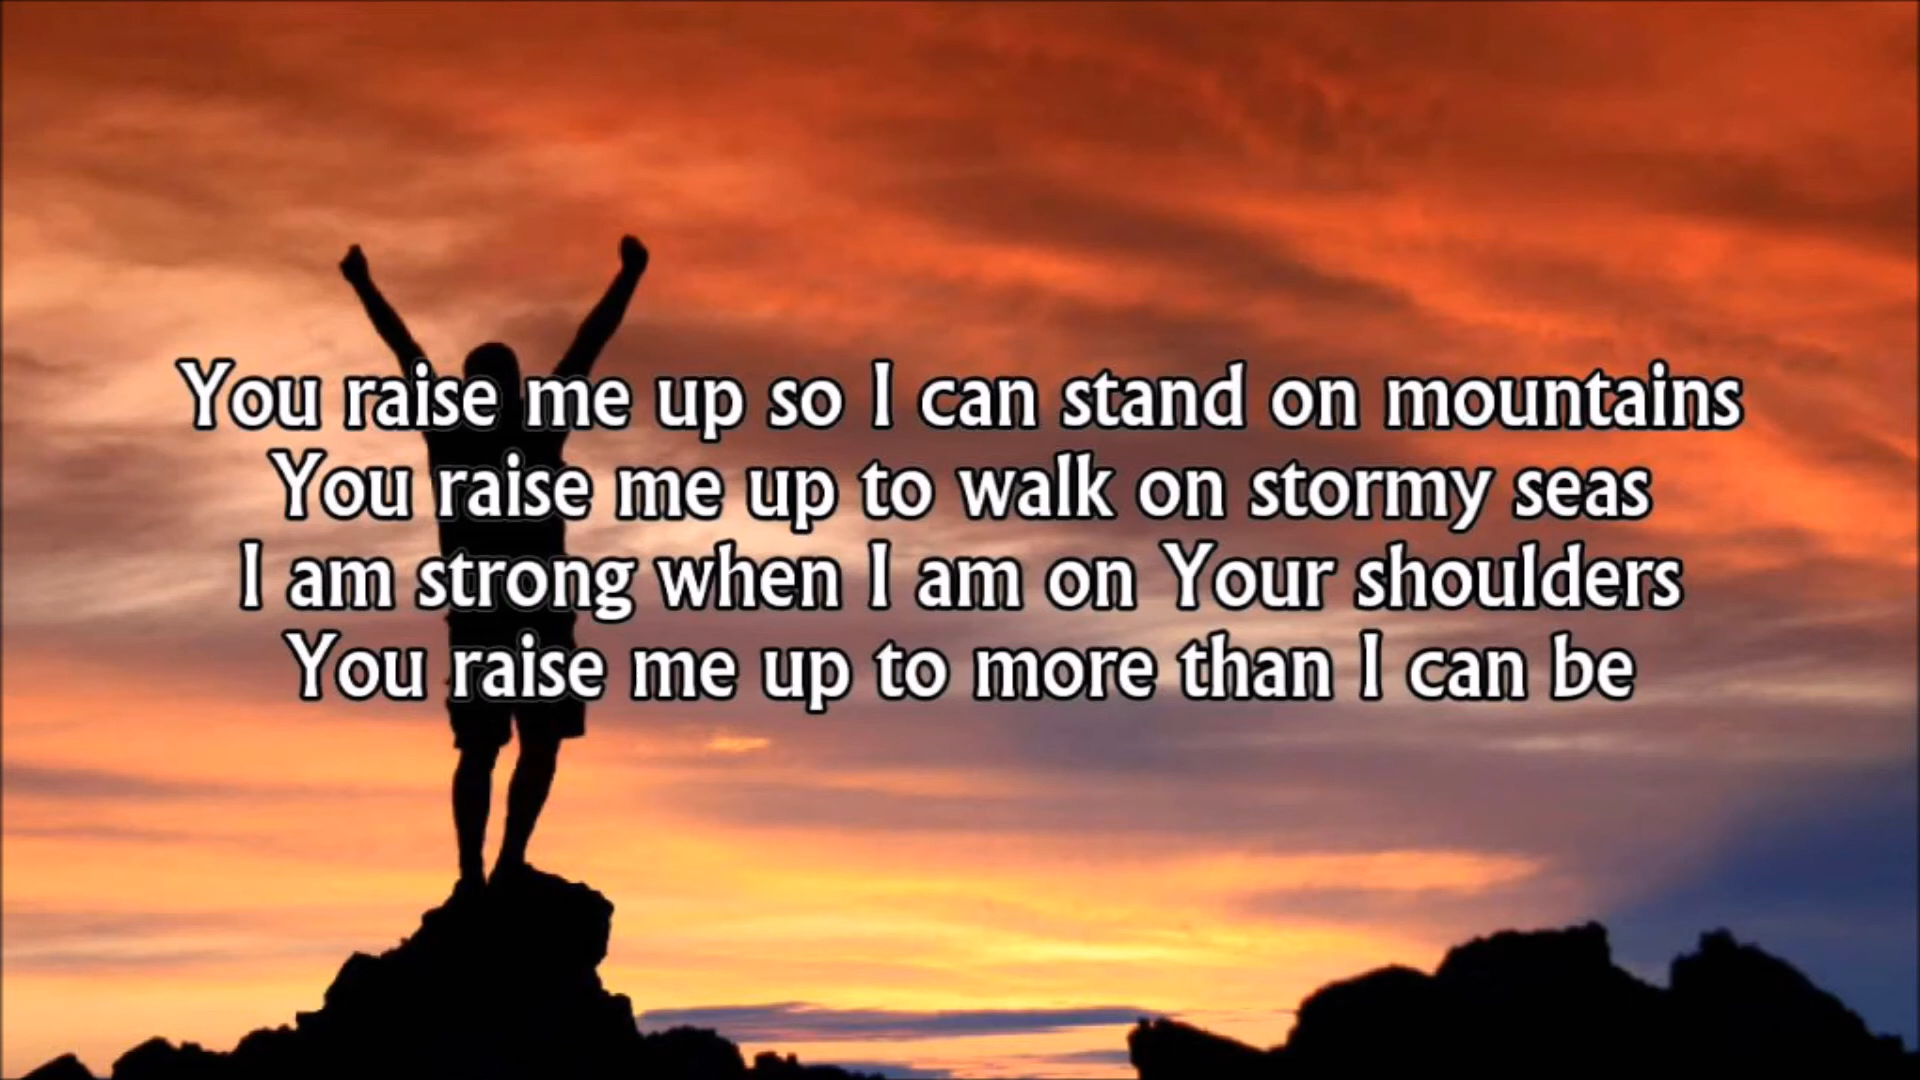 You raise me up so I can stand on mountains
You raise me up to walk on stormy seas
I am strong when I am on Your shoulders
You raise me up to more than I can be